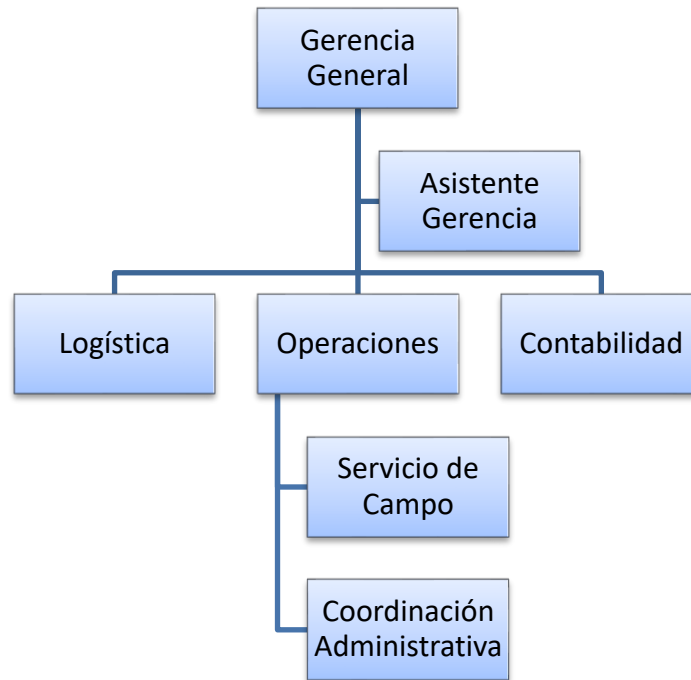 Gerencia
General
Asistente
Gerencia
Logística
Operaciones
Contabilidad
Servicio de
Campo
Coordinación
Administrativa